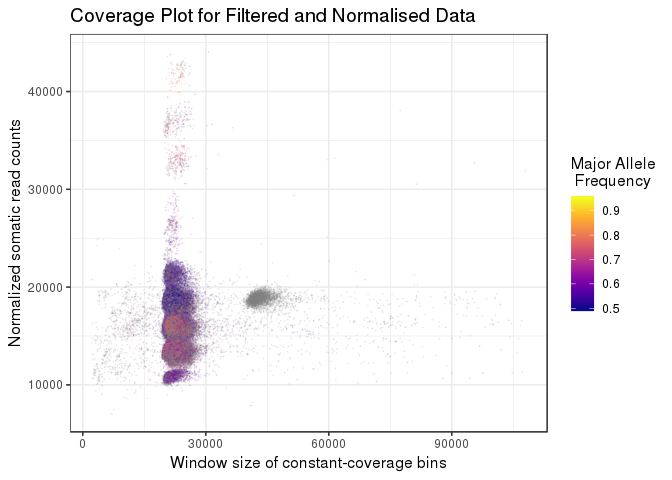 Coverage Plot for Filtered and Normalised Data
Normalized somatic read counts
40000
30000
20000
10000
0
30000
60000
90000
Window size of constant-coverage bins
Major Allele
Frequency
0.9
0.8
0.7
0.6
0.5